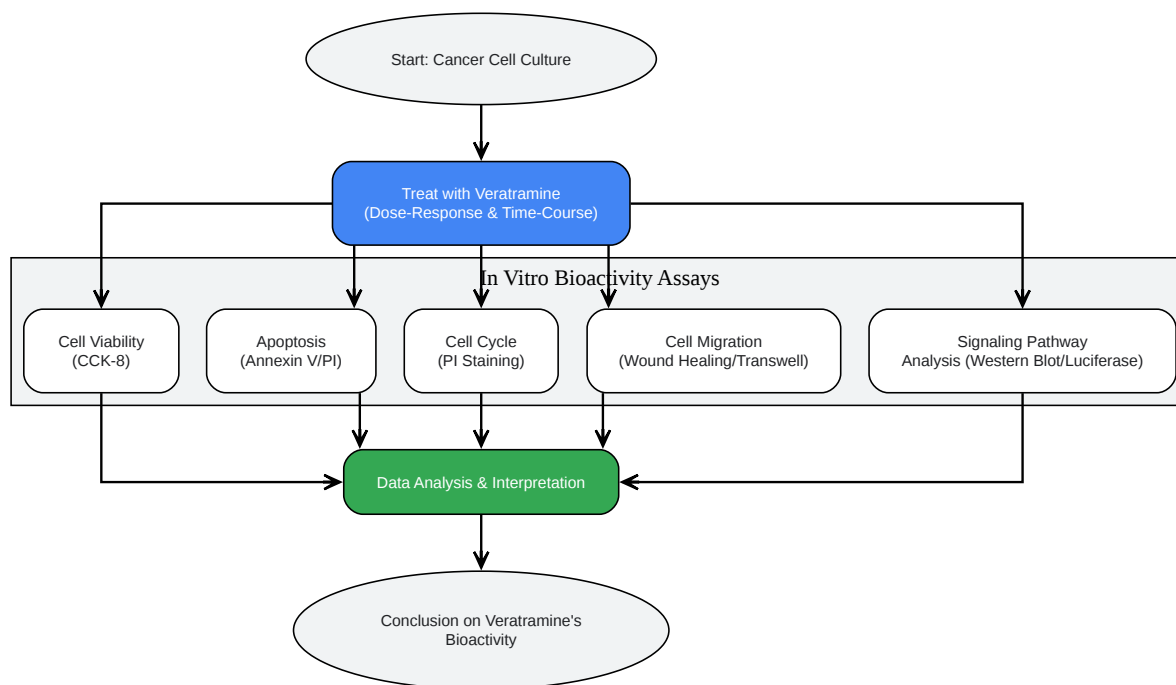 Start: Cancer Cell Culture
Treat with Veratramine
(Dose-Response & Time-Course)
In Vitro Bioactivity Assays
Cell Viability
(CCK-8)
Apoptosis
(Annexin V/PI)
Cell Cycle
(PI Staining)
Cell Migration
(Wound Healing/Transwell)
Signaling Pathway
Analysis (Western Blot/Luciferase)
Data Analysis & Interpretation
Conclusion on Veratramine's
Bioactivity